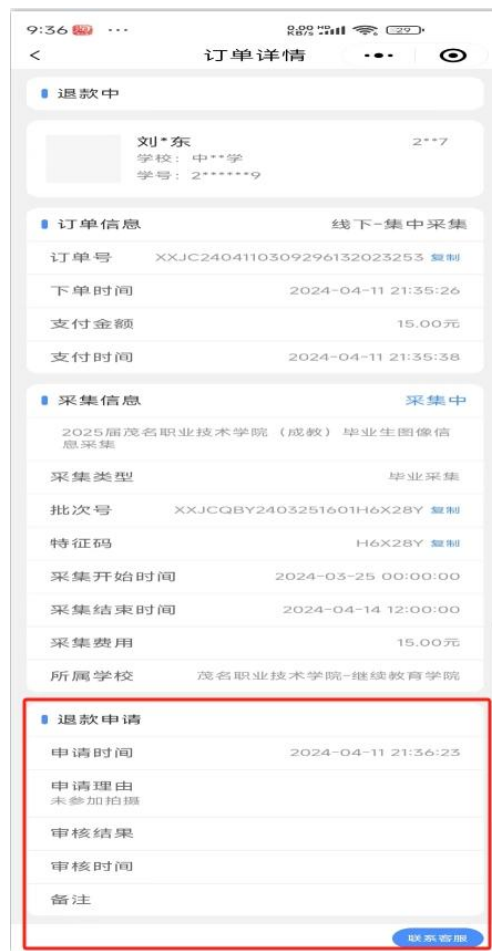 9:36 ...
0.00 KB/s HD 29
< 订单详情
退款中
刘*东 2**7
学校: 中**学
学号: 2******9
订单信息 线下-集中采集
订单号 XXJC24041103092961320232​53 复制
下单时间 2024-04-11 21:35:26
支付金额 15.00元
支付时间 2024-04-11 21:35:38
采集信息 采集中
2025届茂名职业技术学院（成教）毕业生图像信
息采集
采集类型 毕业采集
批次号 XXJCQBY2403251601H6X28Y 复制
特征码 H6X28Y 复制
采集开始时间 2024-03-25 00:00:00
采集结束时间 2024-04-14 12:00:00
采集费用 15.00元
所属学校 茂名职业技术学院-继续教育学院
退款申请
申请时间 2024-04-11 21:36:23
申请理由
未参加拍摄
审核结果
审核时间
备注
联系客服